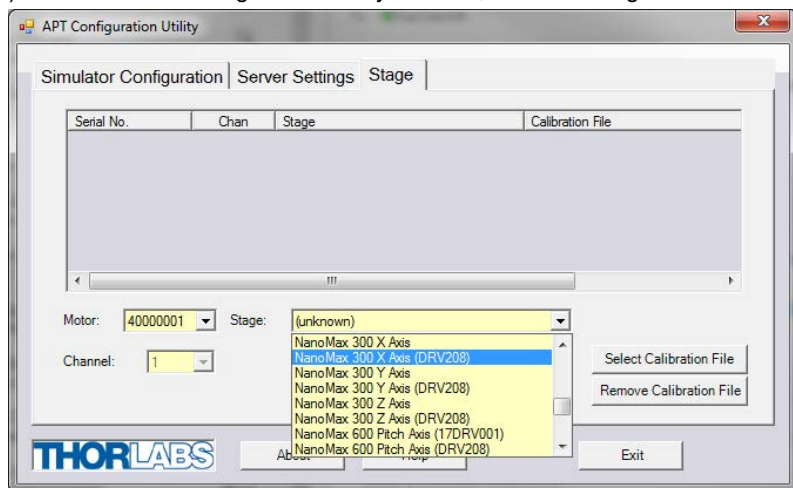 APT Configuration Utility
Simulator Configuration Server Settings Stage
Serial No. Chan Stage Calibration File
Motor: 40000001 Stage: (unknown)
NanoMax 300 X Axis
NanoMax 300 X Axis (DRV208)
Channel: 1 NanoMax 300 Y Axis Select Calibration File
NanoMax 300 Y Axis (DRV208)
NanoMax 300 Z Axis Remove Calibration File
NanoMax 300 Z Axis (DRV208)
NanoMax 600 Pitch Axis (17DRV001)
NanoMax 600 Pitch Axis (DRV208)
THORLABS Exit